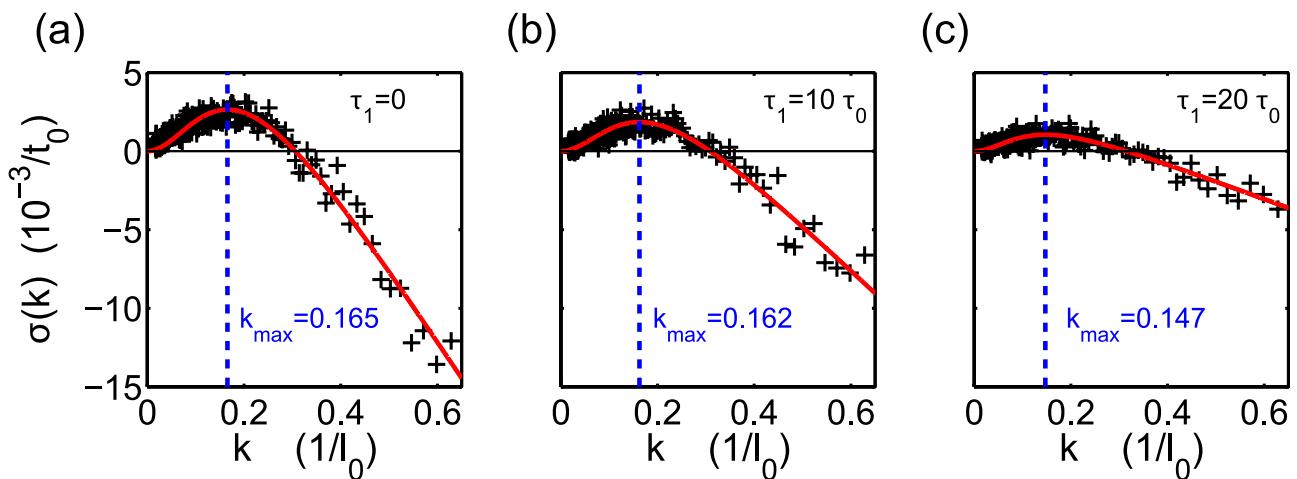 (a) (b) (c)
σ(k) (10⁻³/t₀)
5
0
−5
−10
−15
τ₁=0
τ₁=10 τ₀
τ₁=20 τ₀
kmax=0.165
kmax=0.162
kmax=0.147
0 0.2 0.4 0.6
0 0.2 0.4 0.6
0 0.2 0.4 0.6
k (1/l₀)
k (1/l₀)
k (1/l₀)